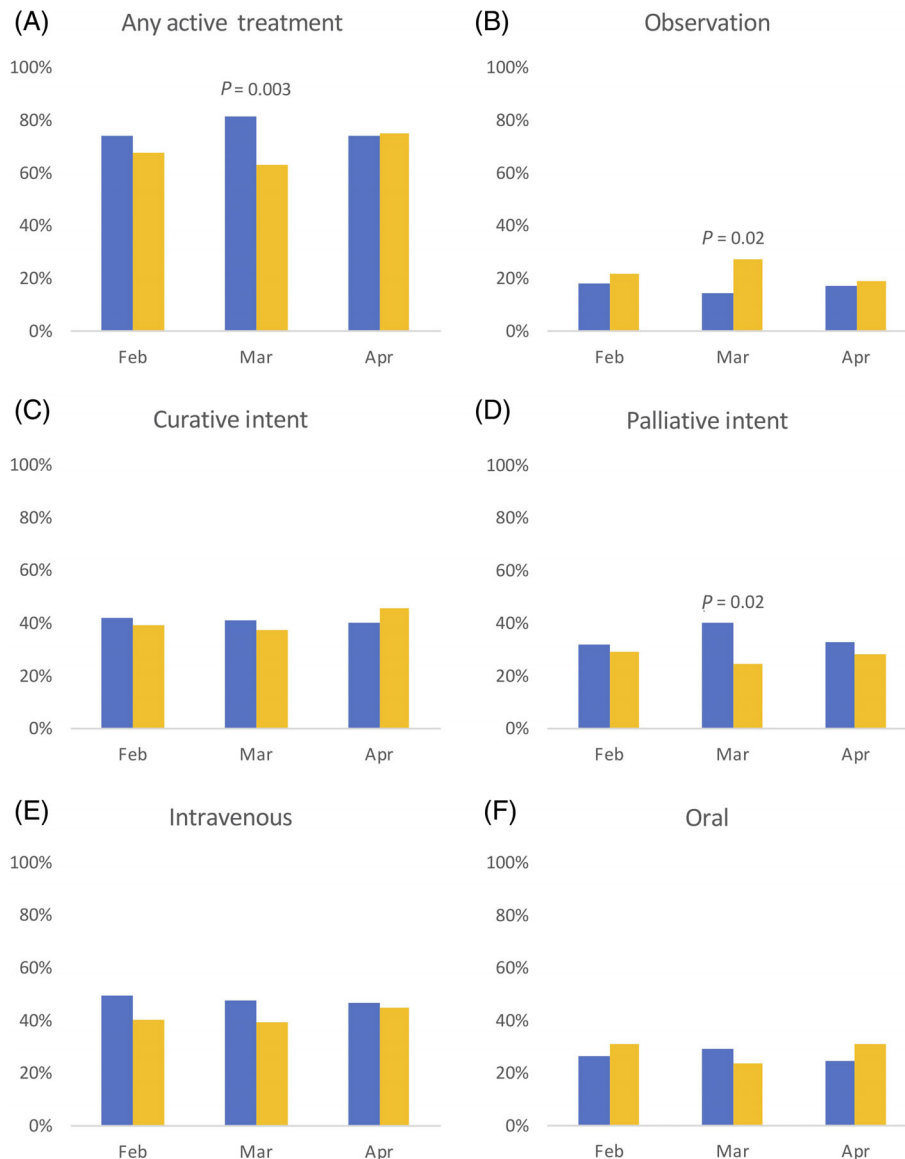 (A) Any active treatment
100%
80%
60%
40%
20%
0%
P = 0.003
Feb Mar Apr
(B) Observation
100%
80%
60%
40%
20%
0%
P = 0.02
Feb Mar Apr
(C) Curative intent
100%
80%
60%
40%
20%
0%
Feb Mar Apr
(D) Palliative intent
100%
80%
60%
40%
20%
0%
P = 0.02
Feb Mar Apr
(E) Intravenous
100%
80%
60%
40%
20%
0%
Feb Mar Apr
(F) Oral
100%
80%
60%
40%
20%
0%
Feb Mar Apr